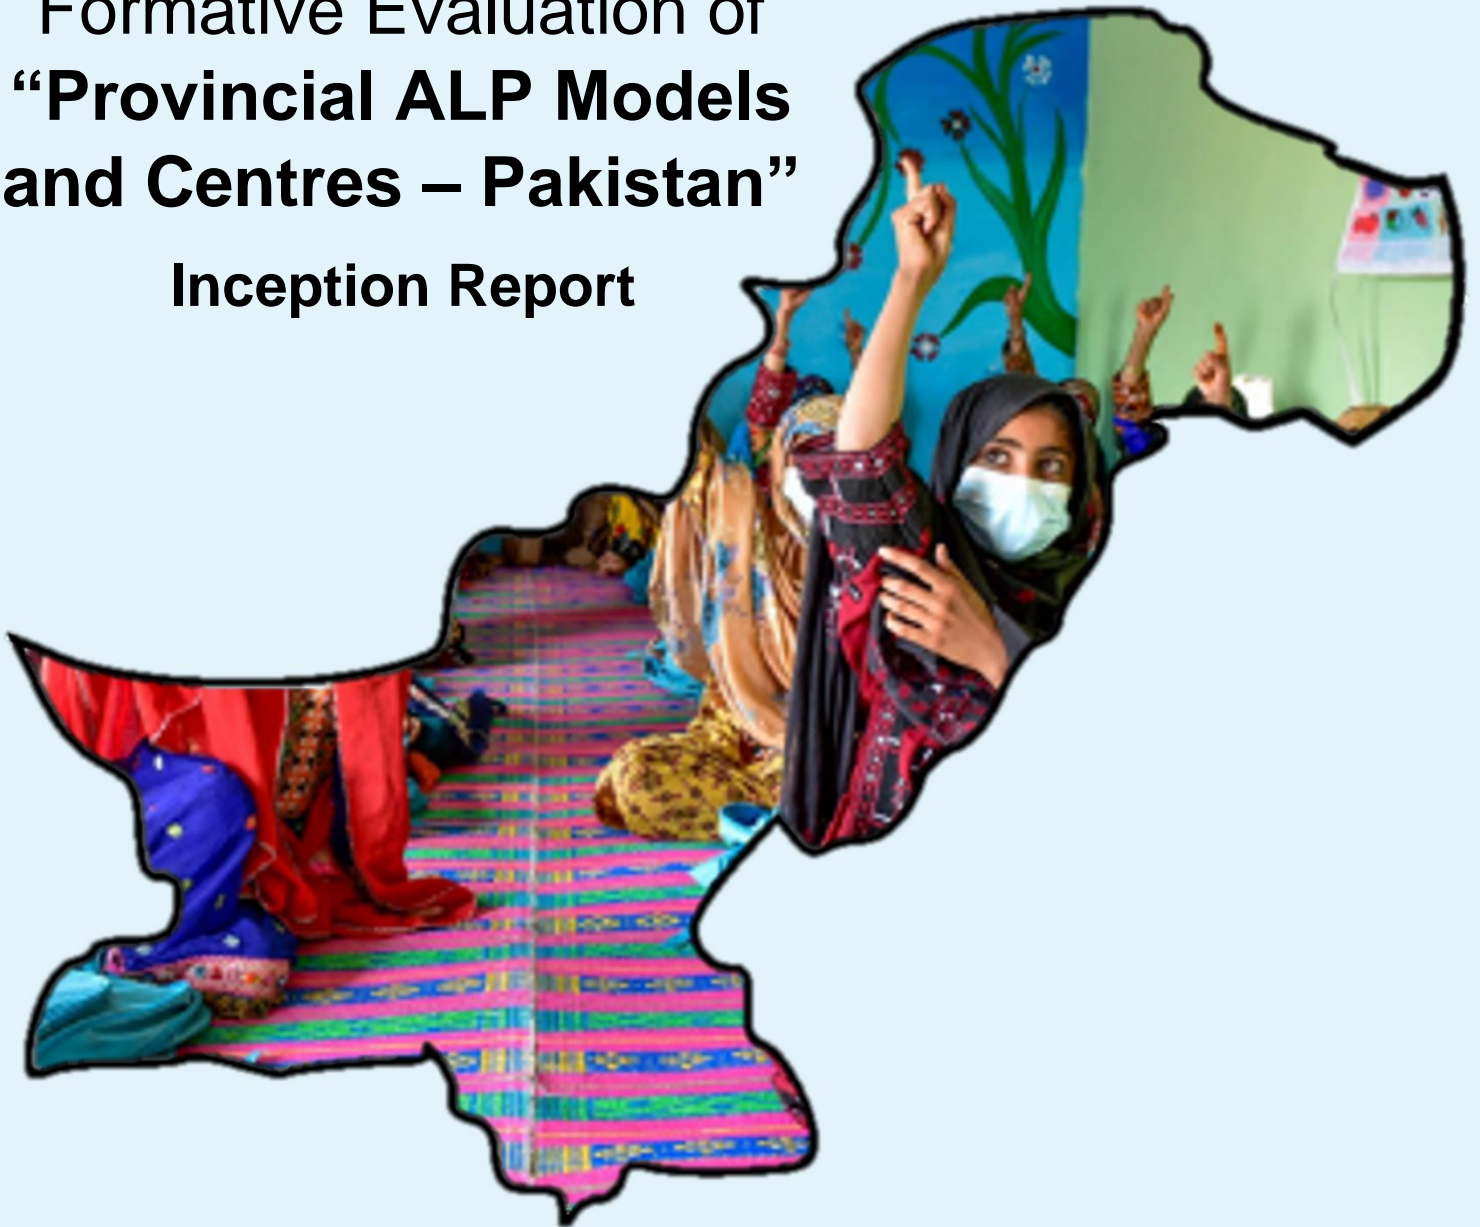 Formative Evaluation of
“Provincial ALP Models
and Centres – Pakistan”
Inception Report